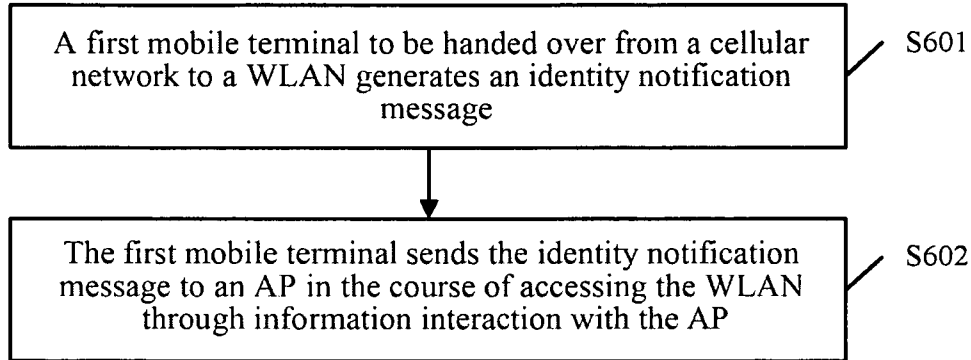 A first mobile terminal to be handed over from a cellular
network to a WLAN generates an identity notification
message
S601
The first mobile terminal sends the identity notification
message to an AP in the course of accessing the WLAN
through information interaction with the AP
S602